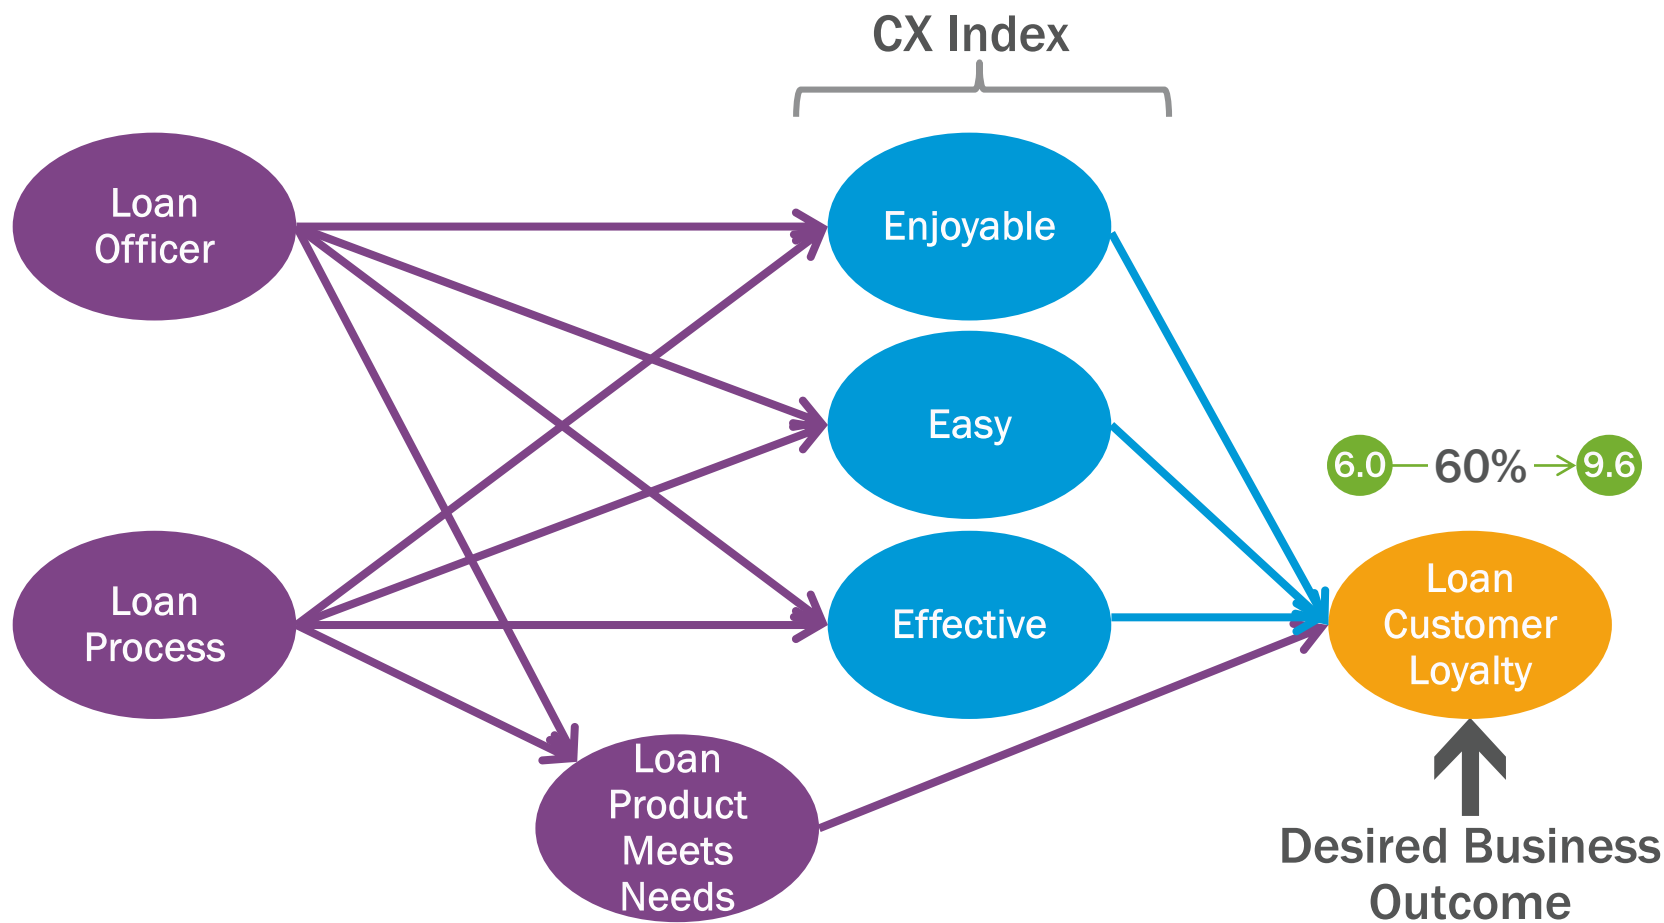 CX Index
Loan
Officer
Enjoyable
Easy
6.0
60%
9.6
Loan
Process
Effective
Loan
Customer
Loyalty
Loan
Product
Meets
Needs
Desired Business
Outcome